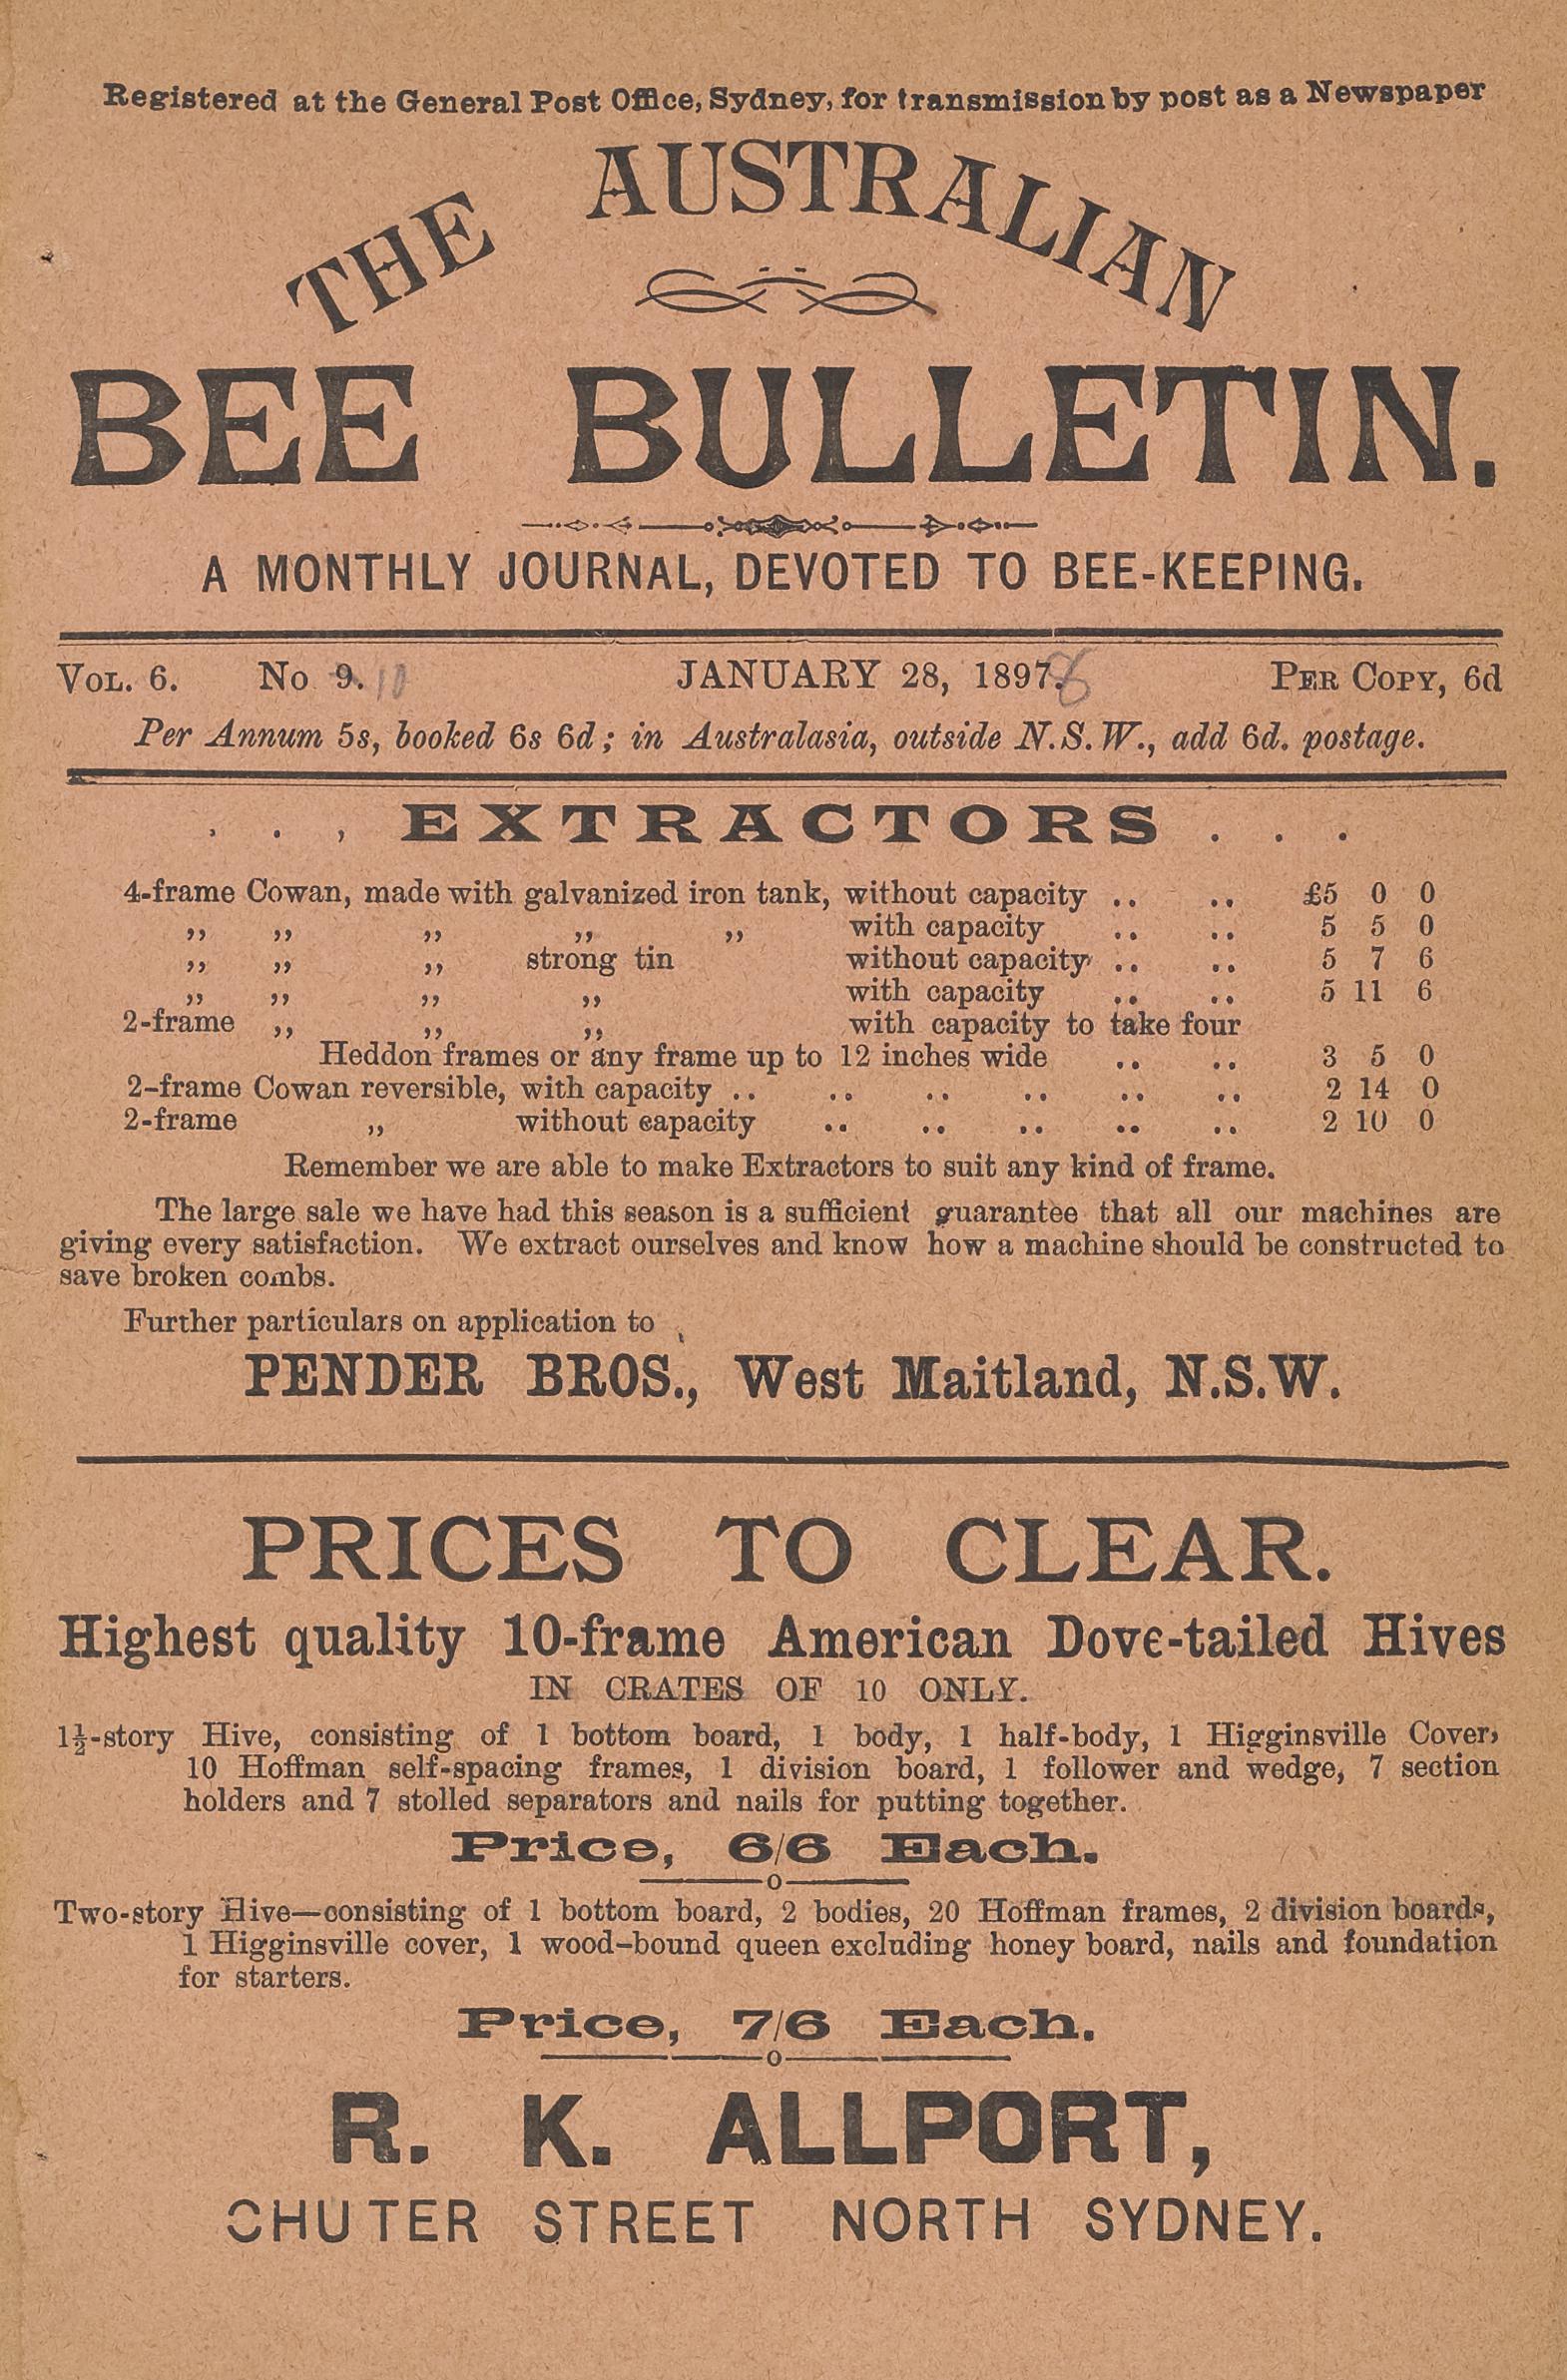 Registered at the General Post Office, Sydney, for transmission by post as a Newspaper
THE AUSTRALIAN
BEE BULLETIN.
A MONTHLY JOURNAL, DEVOTED TO BEE-KEEPING.
VOL. 6. No 9. 10 JANUARY 28, 1897. 8 PER COPY, 6d
Per Annum 5s, booked 6s 6d; in Australasia, outside N.S.W., add 6d. postage.
. . , EXTRACTORS . . .
4-frame Cowan, made with galvanized iron tank, without capacity .. .. £5 0 0
,, ,, ,, ,, ,, with capacity .. .. 5 5 0
,, ,, ,, strong tin without capacity .. .. 5 7 6
,, ,, ,, ,, with capacity .. .. 5 11 6
2-frame ,, ,, ,, with capacity to take four
Heddon frames or any frame up to 12 inches wide .. .. 3 5 0
2-frame Cowan reversible, with capacity .. .. .. .. .. .. 2 14 0
2-frame ,, without capacity .. .. .. .. .. 2 10 0
Remember we are able to make Extractors to suit any kind of frame.
The large sale we have had this season is a sufficient guarantee that all our machines are
giving every satisfaction. We extract ourselves and know how a machine should be constructed to
save broken combs.
Further particulars on application to
PENDER BROS., West Maitland, N.S.W.
PRICES TO CLEAR.
Highest quality 10-frame American Dove-tailed Hives
IN CRATES OF 10 ONLY.
1½-story Hive, consisting of 1 bottom board, 1 body, 1 half-body, 1 Higginsville Cover,
10 Hoffman self-spacing frames, 1 division board, 1 follower and wedge, 7 section
holders and 7 stolled separators and nails for putting together.
Price, 6/6 Each.
o
Two-story Hive—consisting of 1 bottom board, 2 bodies, 20 Hoffman frames, 2 division boards,
1 Higginsville cover, 1 wood-bound queen excluding honey board, nails and foundation
for starters.
Price, 7/6 Each.
o
R. K. ALLPORT,
CHUTER STREET NORTH SYDNEY.